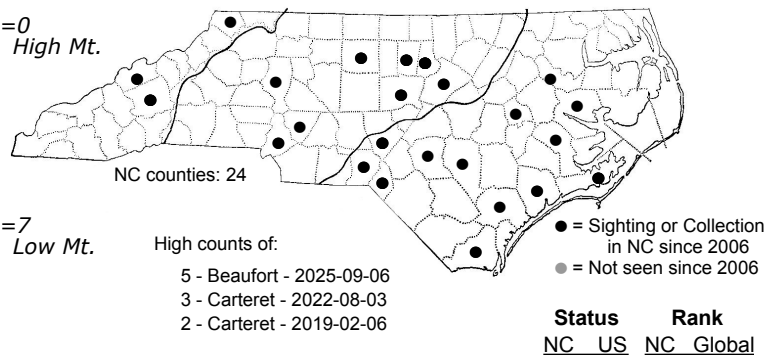 =0
High Mt.
NC counties: 24
=7
Low Mt.
High counts of:
5 - Beaufort - 2025-09-06
3 - Carteret - 2022-08-03
2 - Carteret - 2019-02-06
● = Sighting or Collection
in NC since 2006
● = Not seen since 2006
Status Rank
NC US NC Global